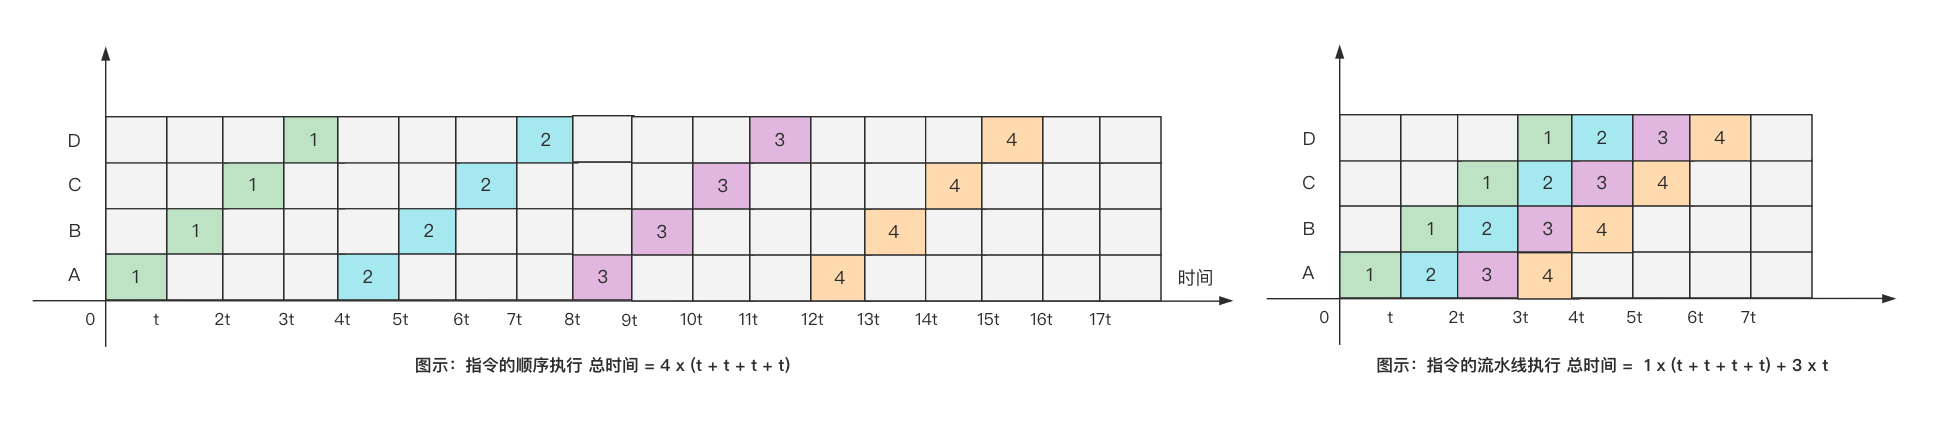 D 1 2 3 4
C 1 2 3 4
B 1 2 3 4
A 1 2 3 4
时间
0 t 2t 3t 4t 5t 6t 7t 8t 9t 10t 11t 12t 13t 14t 15t 16t 17t
图示：指令的顺序执行 总时间 = 4 x (t + t + t + t)
D 1 2 3 4
C 1 2 3 4
B 1 2 3 4
A 1 2 3 4
0 t 2t 3t 4t 5t 6t 7t
图示：指令的流水线执行 总时间 = 1 x (t + t + t + t) + 3 x t